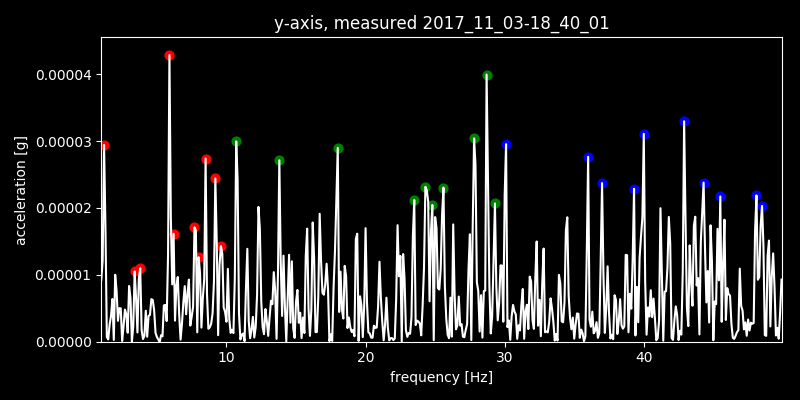 y-axis, measured 2017_11_03-18_40_01
0.00004
0.00003
0.00002
0.00001
0.00000
acceleration [g]
10 20 30 40
frequency [Hz]